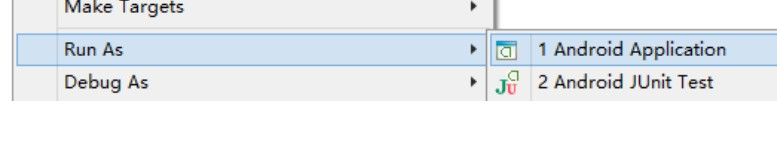 Make Targets
Run As
1 Android Application
Debug As
2 Android JUnit Test